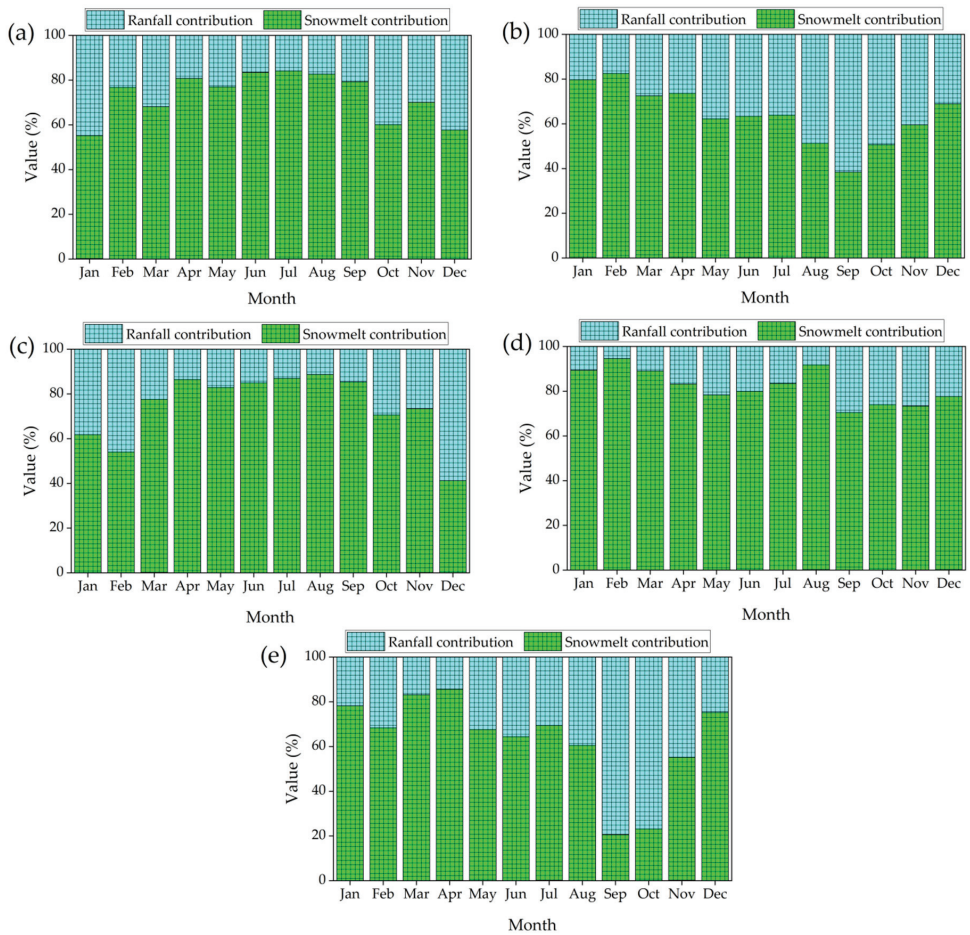 (a)
Ranfall contribution Snowmelt contribution
100
80
60
40
20
0
Value (%)
Jan Feb Mar Apr May Jun Jul Aug Sep Oct Nov Dec
Month
(b)
Ranfall contribution Snowmelt contribution
100
80
60
40
20
0
Value (%)
Jan Feb Mar Apr May Jun Jul Aug Sep Oct Nov Dec
Month
(c)
Ranfall contribution Snowmelt contribution
100
80
60
40
20
0
Value (%)
Jan Feb Mar Apr May Jun Jul Aug Sep Oct Nov Dec
Month
(d)
Ranfall contribution Snowmelt contribution
100
80
60
40
20
0
Value (%)
Jan Feb Mar Apr May Jun Jul Aug Sep Oct Nov Dec
Month
(e)
Ranfall contribution Snowmelt contribution
100
80
60
40
20
0
Value (%)
Jan Feb Mar Apr May Jun Jul Aug Sep Oct Nov Dec
Month